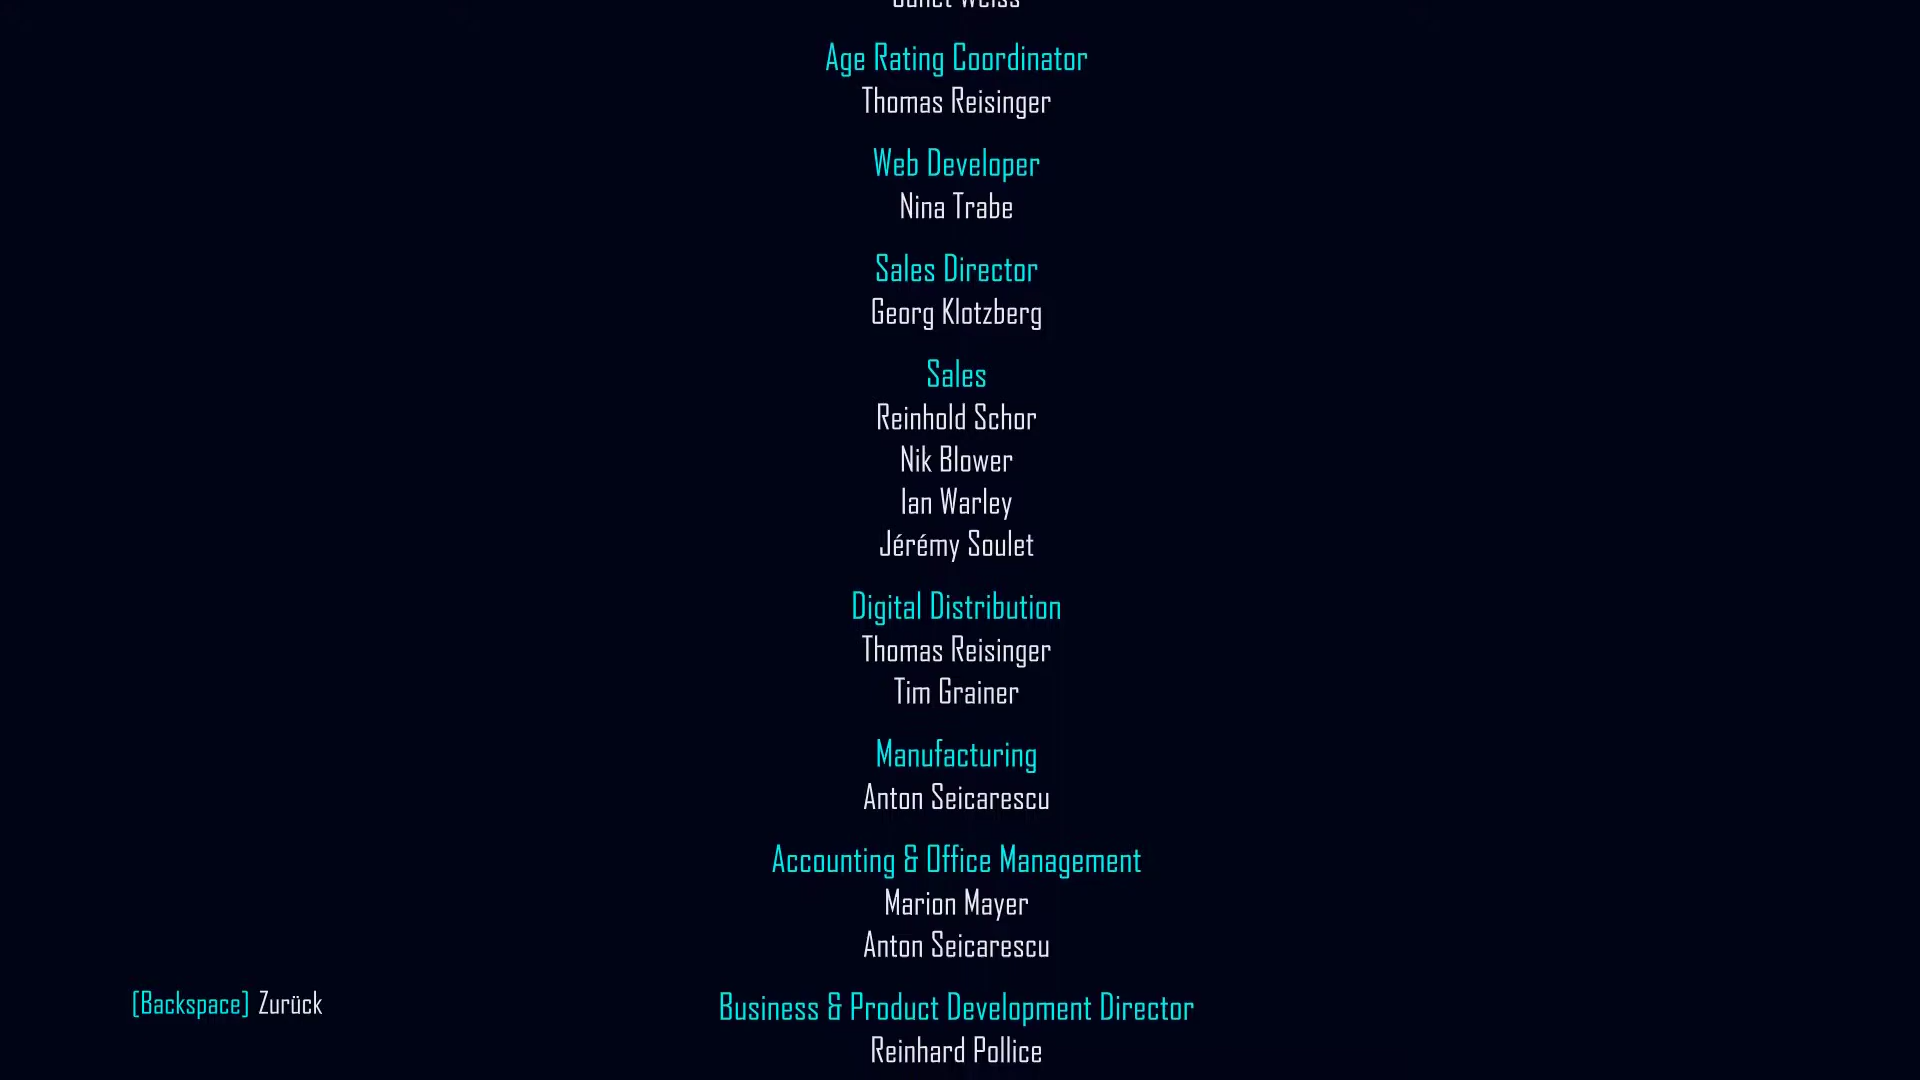 Age Rating Coordinator
Thomas Reisinger
Web Developer
Nina Trabe
Sales Director
Georg Klotzberg
Sales
Reinhold Schor
Nik Blower
Ian Warley
Jérémy Soulet
Digital Distribution
Thomas Reisinger
Tim Grainer
Manufacturing
Anton Seicarescu
Accounting & Office Management
Marion Mayer
Anton Seicarescu
[Backspace] Zurück
Business & Product Development Director
Reinhard Pollice